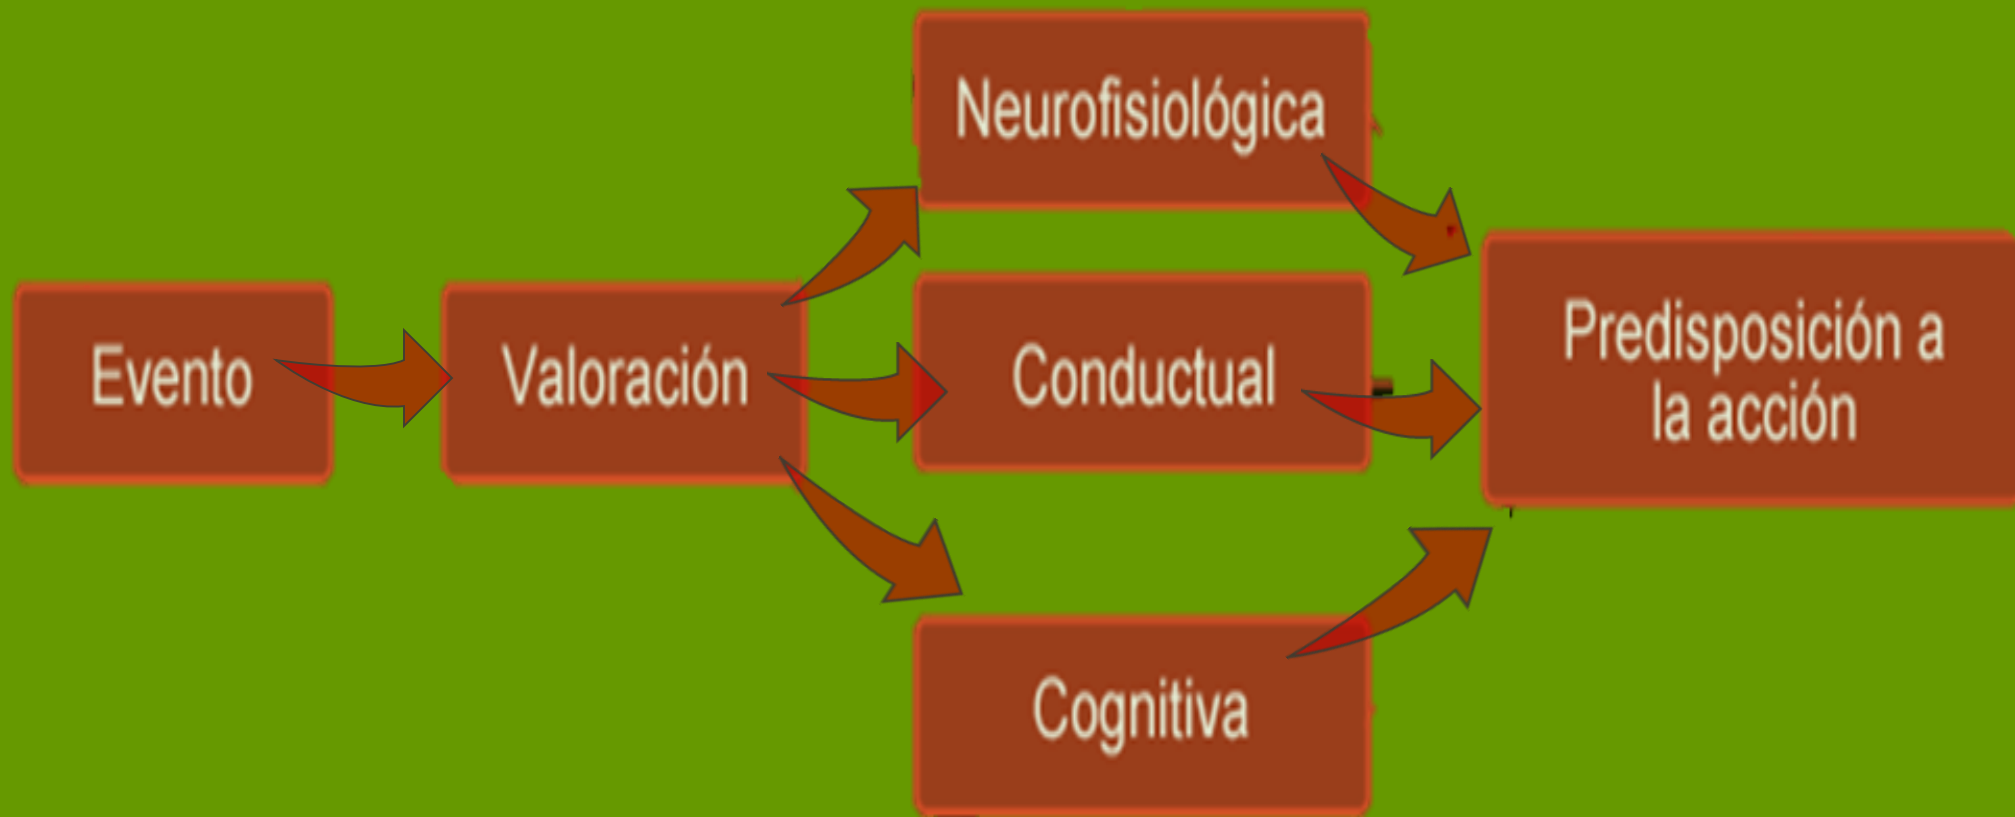 Evento
Valoración
Neurofisiológica
Conductual
Cognitiva
Predisposición a
la acción